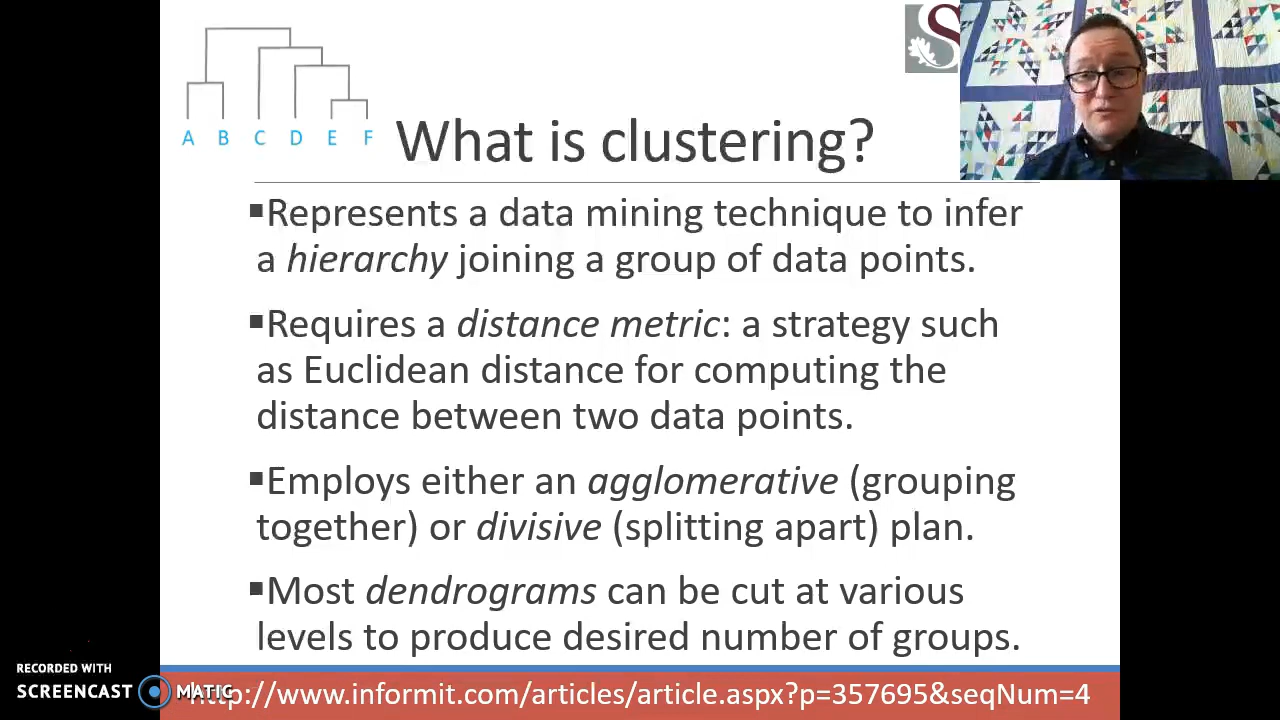 A B C D E F
What is clustering?
▪Represents a data mining technique to infer
a hierarchy joining a group of data points.
▪Requires a distance metric: a strategy such
as Euclidean distance for computing the
distance between two data points.
▪Employs either an agglomerative (grouping
together) or divisive (splitting apart) plan.
▪Most dendrograms can be cut at various
levels to produce desired number of groups.
RECORDED WITH
SCREENCAST MATIC
http://www.informit.com/articles/article.aspx?p=357695&seqNum=4
S